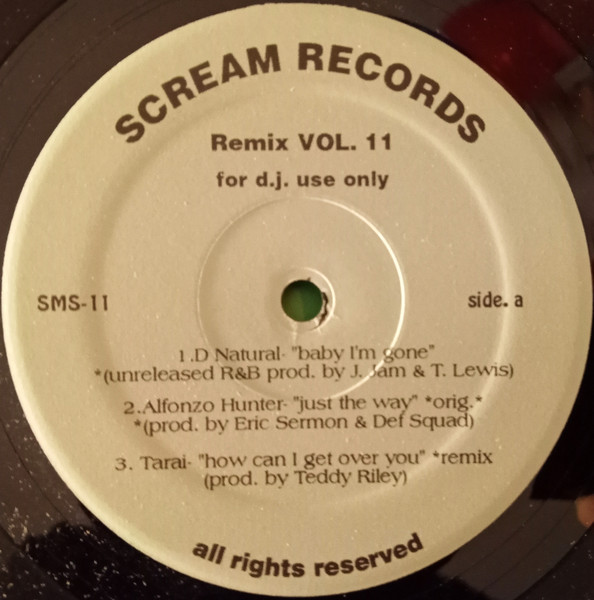 SCREAM RECORDS
Remix VOL. 11
for d.j. use only
SMS-11
side. a
1.D Natural- "baby I'm gone"
*(unreleased R&B prod. by J. Jam & T. Lewis)
2.Alfonzo Hunter- "just the way" *orig.*
*(prod. by Eric Sermon & Def Squad)
3. Tarai- "how can I get over you" *remix
(prod. by Teddy Riley)
all rights reserved